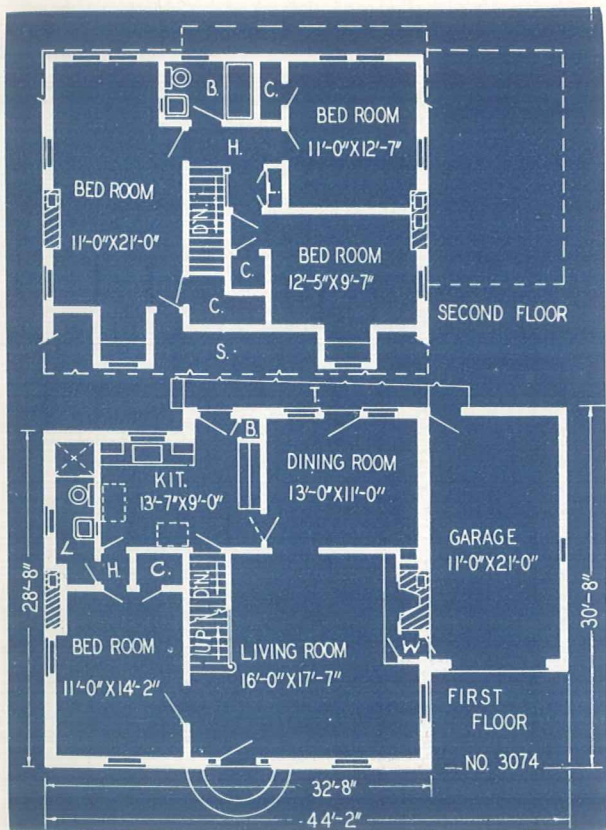 B.
C.
BED ROOM
11'-0"X12'-7"
H.
BED ROOM
11'-0"X21'-0"
DN.
L.
BED ROOM
12'-5"X9'-7"
C.
C.
SECOND FLOOR
S.
T.
B.
KIT.
13'-7"X9'-0"
DINING ROOM
13'-0"X11'-0"
GARAGE
11'-0"X21'-0"
28'-8"
30'-8"
H.
C.
UP
DN.
BED ROOM
11'-0"X14'-2"
LIVING ROOM
16'-0"X17'-7"
W.
FIRST
FLOOR
NO. 3074
32'-8"
44'-2"